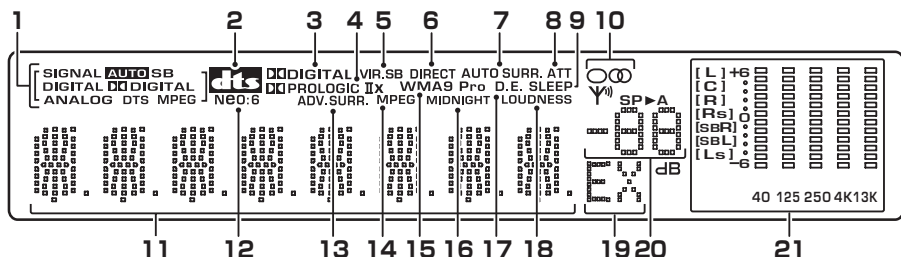 1 2 3 4 5 6 7 8 9 10
SIGNAL AUTO SB
DIGITAL DIGITAL
ANALOG DTS MPEG
dts
Neo:6
DIGITAL VIR.SB DIRECT AUTO SURR. ATT
PROLOGIC IIx WMA9 Pro D.E. SLEEP
ADV.SURR. MPEG MIDNIGHT LOUDNESS
SP►A
dB
EX
[L] +6
[C]
[R]
[Rs] 0
[SBR]
[SBL]
[Ls] -6
40 125 250 4K 13K
11 12 13 14 15 16 17 18 19 20 21